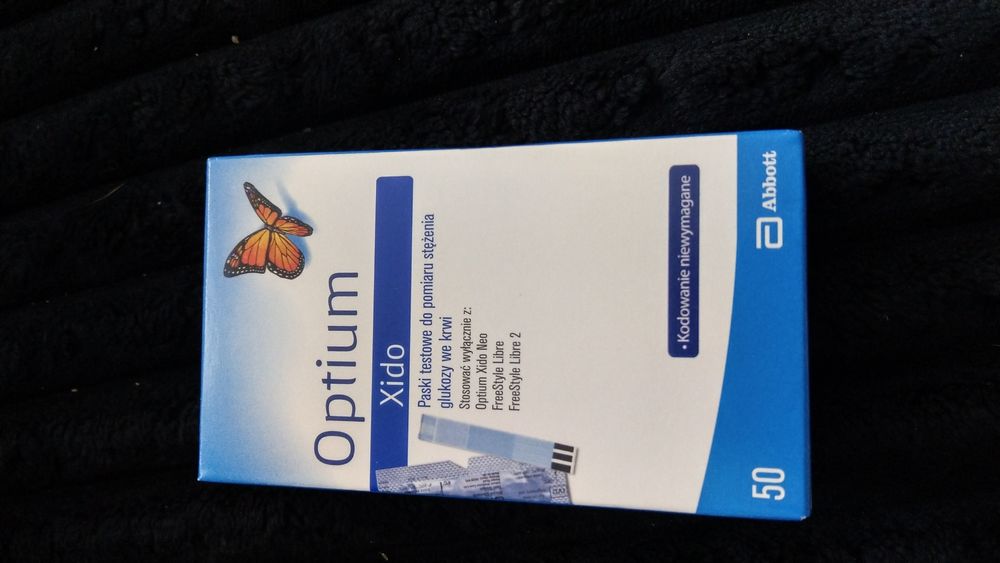 Optium
Xido
Paski testowe do pomiaru stężenia
glukozy we krwi
Stosować wyłącznie z:
Optium Xido Neo
FreeStyle Libre
FreeStyle Libre 2
• Kodowanie niewymagane
50
Abbott